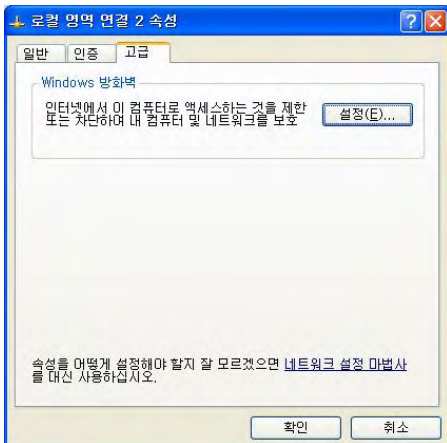 로컬 영역 연결 2 속성
일반 인증 고급
Windows 방화벽
인터넷에서 이 컴퓨터로 액세스하는 것을 제한
또는 차단하여 내 컴퓨터 및 네트워크를 보호
설정(E)...
속성을 어떻게 설정해야 할지 잘 모르겠으면 네트워크 설정 마법사
를 대신 사용하십시오.
확인 취소